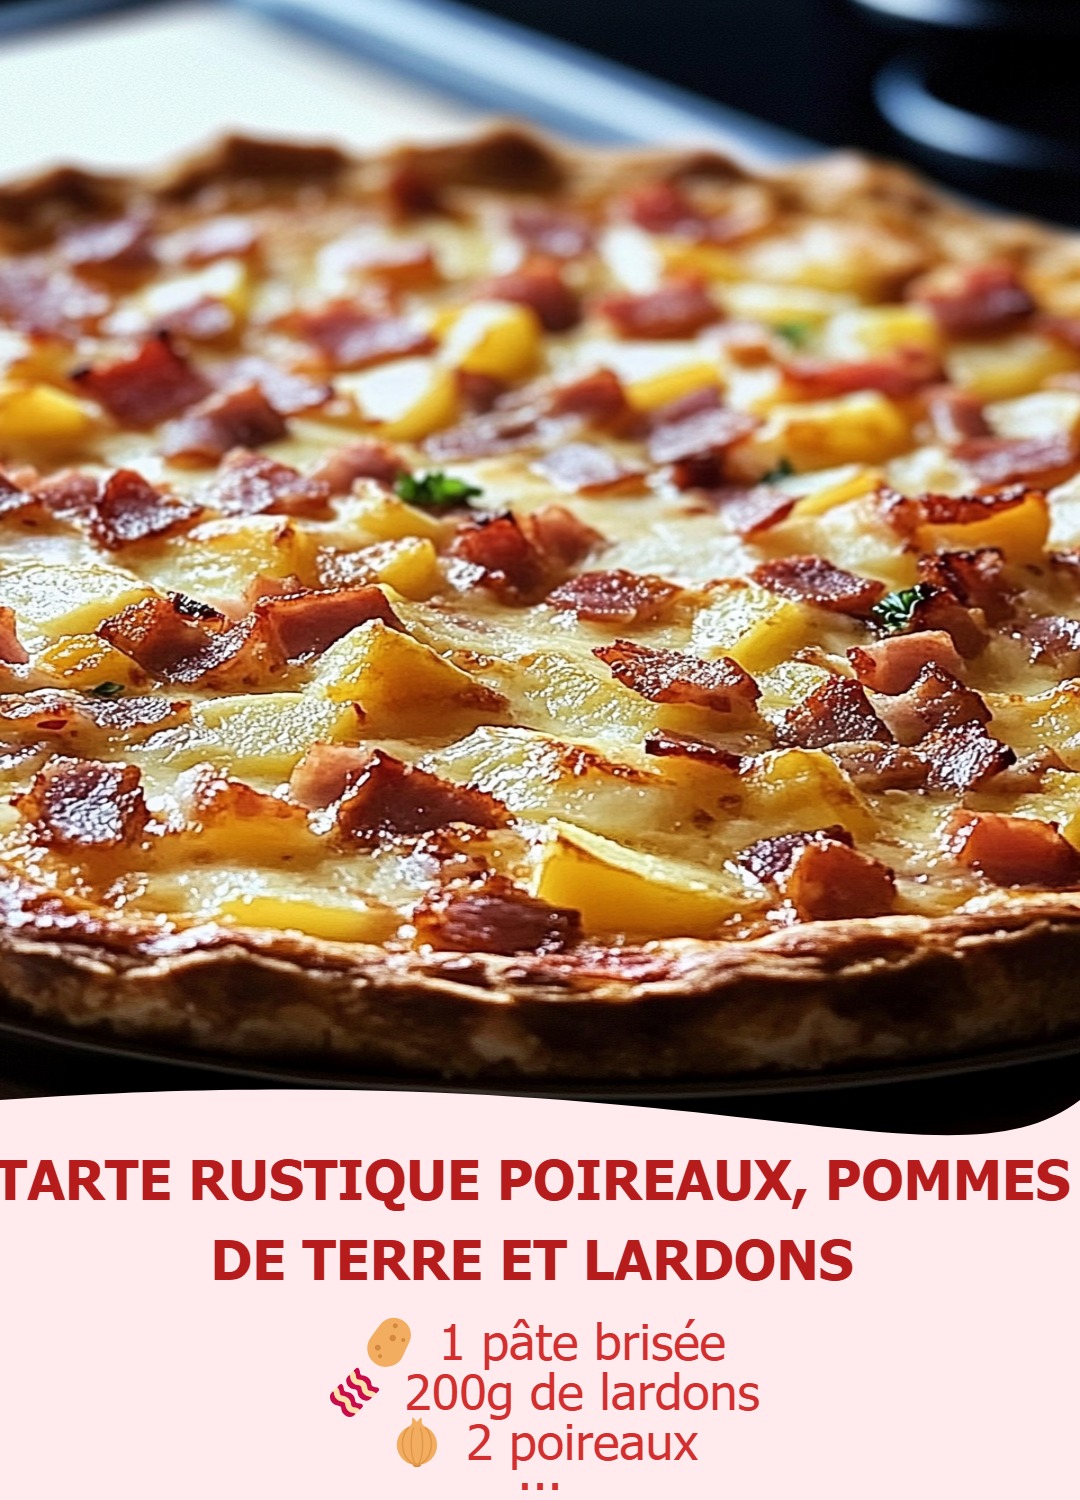 TARTE RUSTIQUE POIREAUX, POMMES
DE TERRE ET LARDONS
1 pâte brisée
200g de lardons
2 poireaux
...